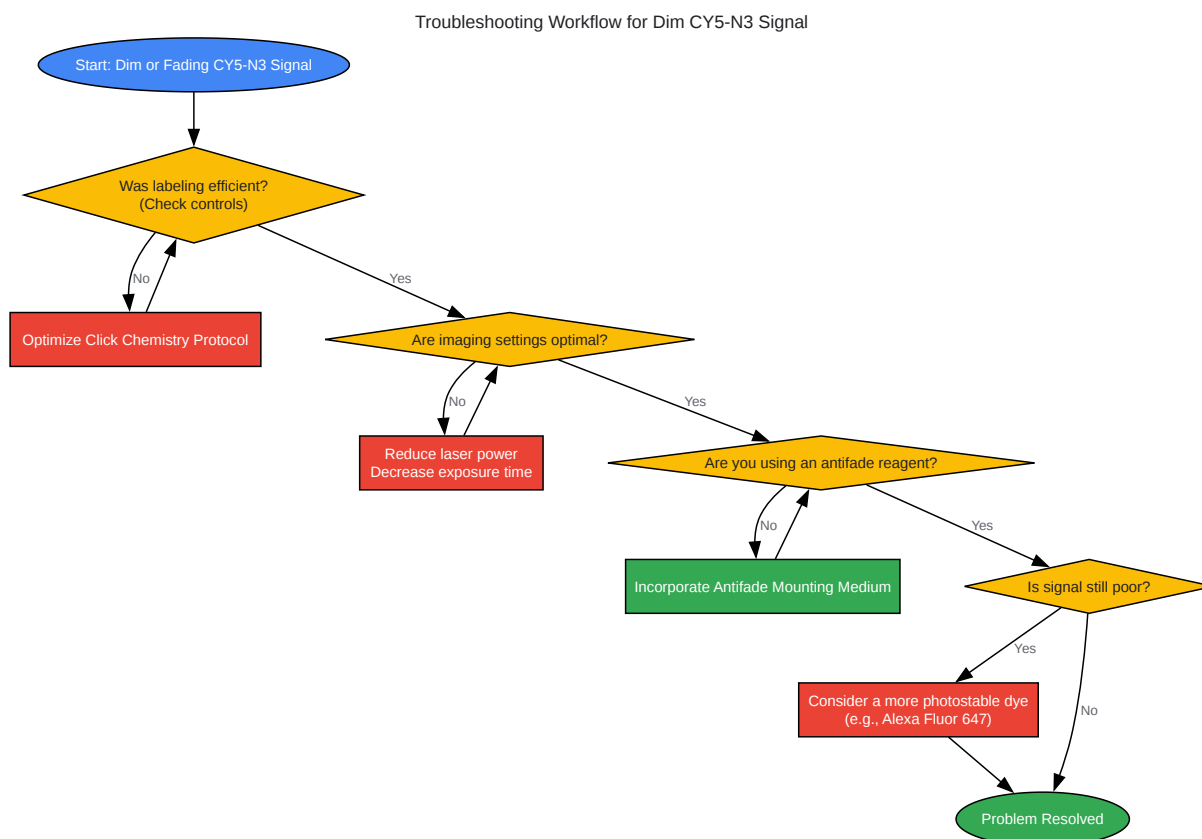 Troubleshooting Workflow for Dim CY5-N3 Signal
Start: Dim or Fading CY5-N3 Signal
Was labeling efficient?
(Check controls)
No
Yes
Optimize Click Chemistry Protocol
Are imaging settings optimal?
No
Yes
Reduce laser power
Decrease exposure time
Are you using an antifade reagent?
No
Yes
Incorporate Antifade Mounting Medium
Is signal still poor?
Yes
No
Consider a more photostable dye
(e.g., Alexa Fluor 647)
Problem Resolved